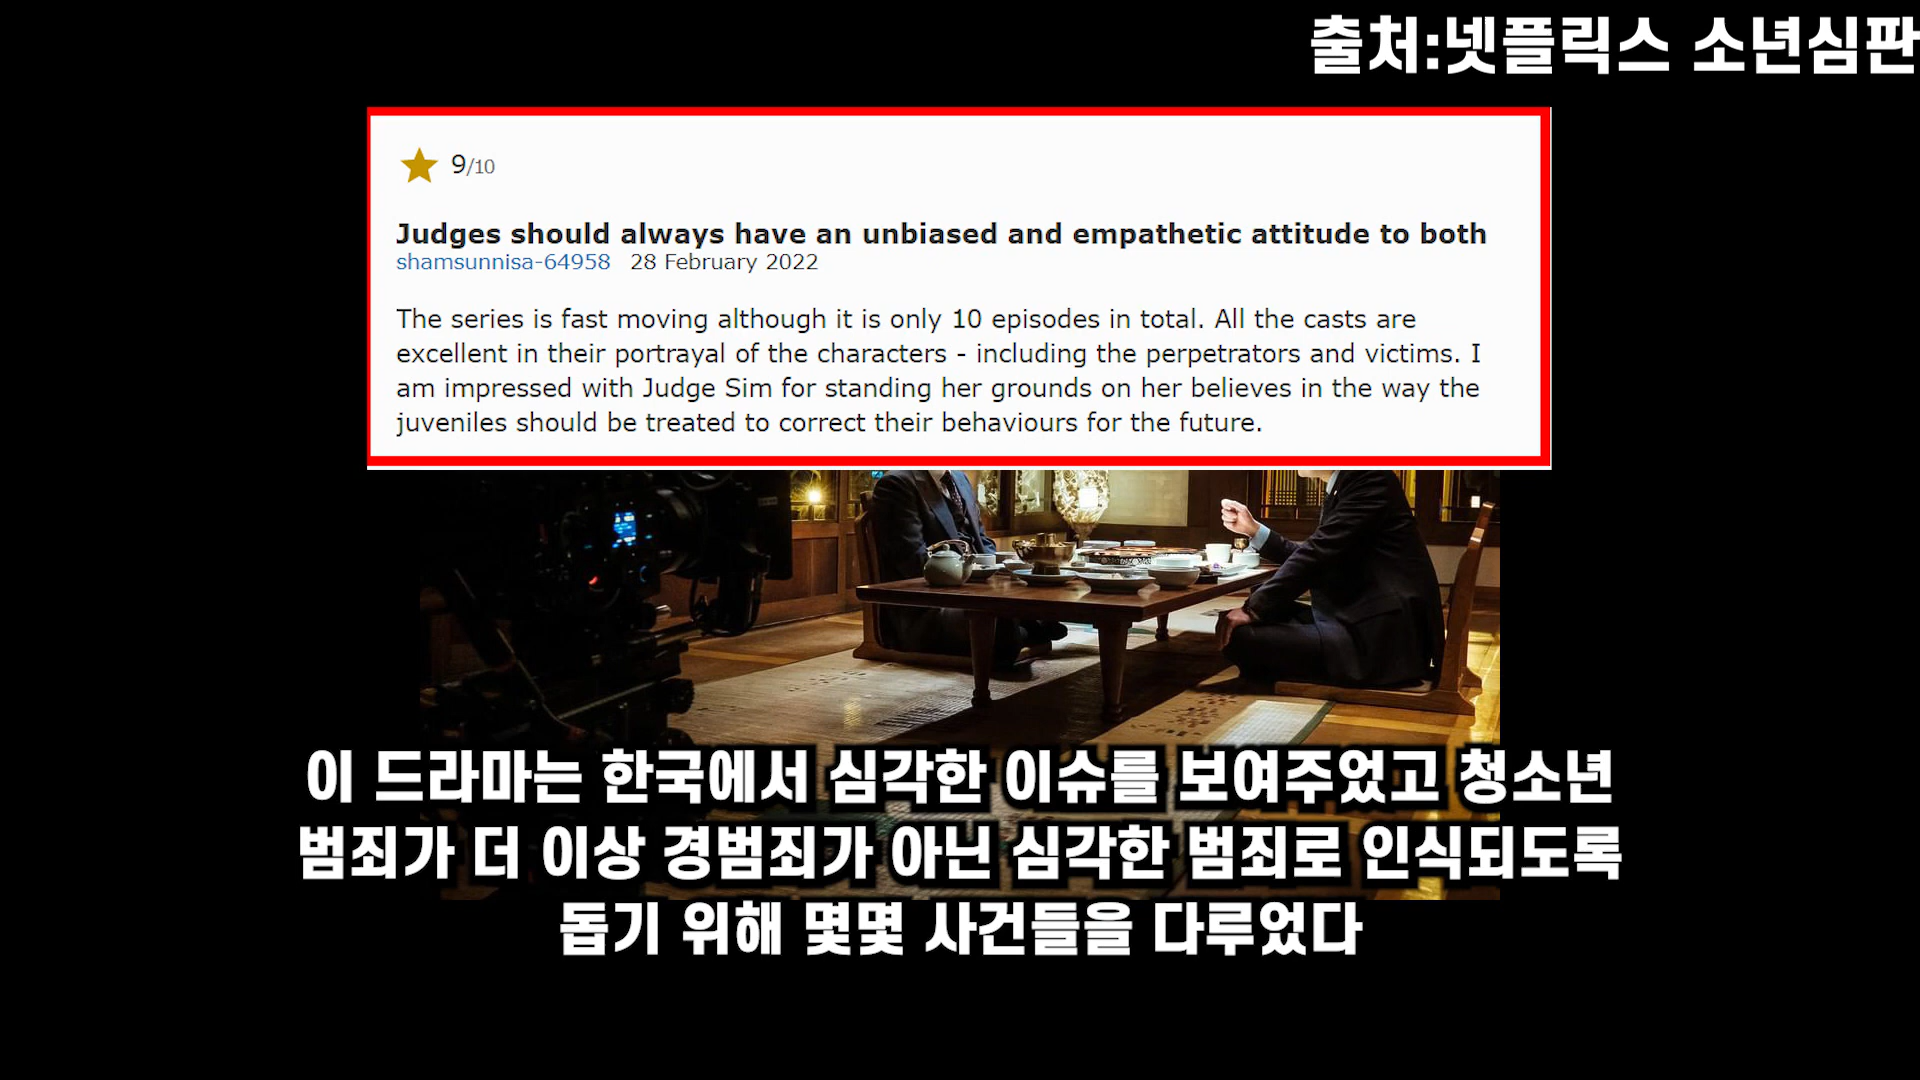 출처:넷플릭스 소년심판
9/10
Judges should always have an unbiased and empathetic attitude to both
shamsunnisa-64958 28 February 2022
The series is fast moving although it is only 10 episodes in total. All the casts are
excellent in their portrayal of the characters - including the perpetrators and victims. I
am impressed with Judge Sim for standing her grounds on her believes in the way the
juveniles should be treated to correct their behaviours for the future.
이 드라마는 한국에서 심각한 이슈를 보여주었고 청소년
범죄가 더 이상 경범죄가 아닌 심각한 범죄로 인식되도록
돕기 위해 몇몇 사건들을 다루었다